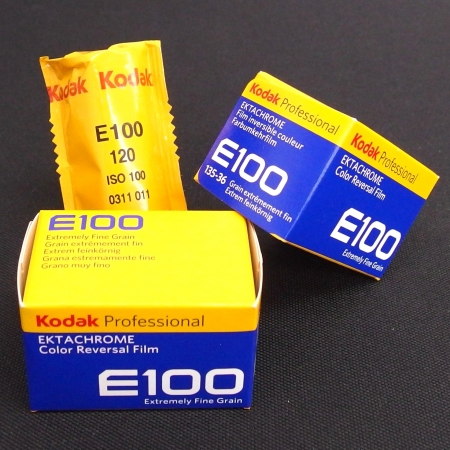 Kodak Kodak
E100
120
ISO 100
0311 011
E100
Extremely Fine Grain
Grain extrêmement fin
Extrem feinkörnig
Grana estremamente fine
Grano muy fino
Kodak Professional
EKTACHROME
Color Reversal Film
E100
Extremely Fine Grain
Kodak Professional
EKTACHROME
Film inversible couleur
Farbumkehrfilm
E100
135-36
Grain extrêmement fin
Extrem feinkörnig
Kodak Professional
EKTACHROME
Color Reversal Film
E100
Extremely Fine Grain